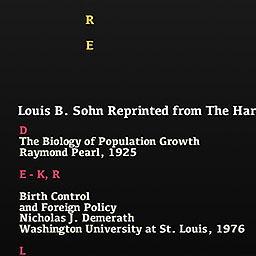 R
E
Louis B. Sohn Reprinted from The Har
D
The Biology of Population Growth
Raymond Pearl, 1925
E - K, R
Birth Control
and Foreign Policy
Nicholas J. Demerath
Washington University at St. Louis, 1976
L